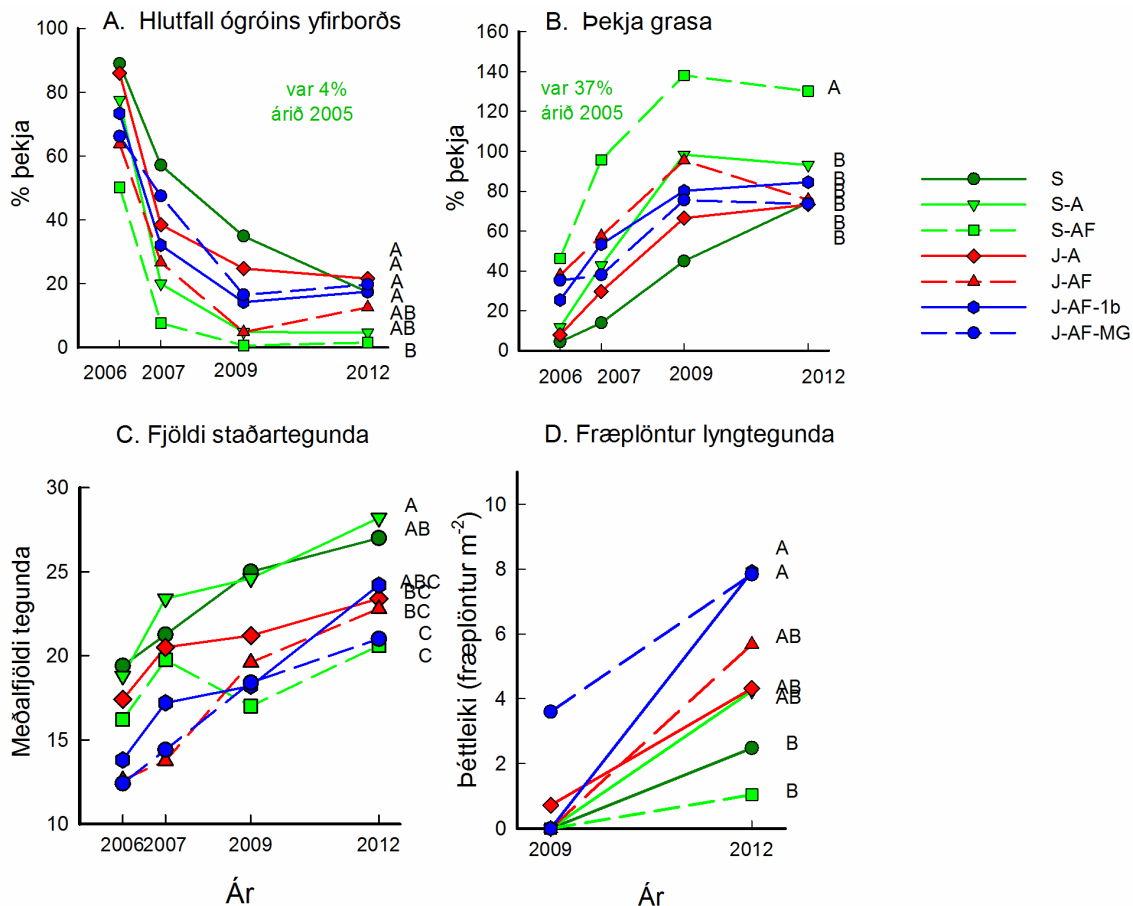 A. Hlutfall ógróins yfirborðs
100
80
60
40
20
0
% þekja
var 4%
árið 2005
A
A
A
A
AB
AB
B
2006
2007
2009
2012
B. Þekja grasa
160
140
120
100
80
60
40
20
0
% þekja
var 37%
árið 2005
A
B
B
B
B
B
B
2006
2007
2009
2012
S
S-A
S-AF
J-A
J-AF
J-AF-1b
J-AF-MG
C. Fjöldi staðartegunda
30
25
20
15
10
Meðalfjöldi tegunda
A
AB
ABC
BC
BC
C
C
2006
2007
2009
2012
Ár
D. Fræplöntur lyngtegunda
10
8
6
4
2
0
Þéttleiki (fræplöntur m-2)
A
A
AB
AB
AB
B
B
2009
2012
Ár